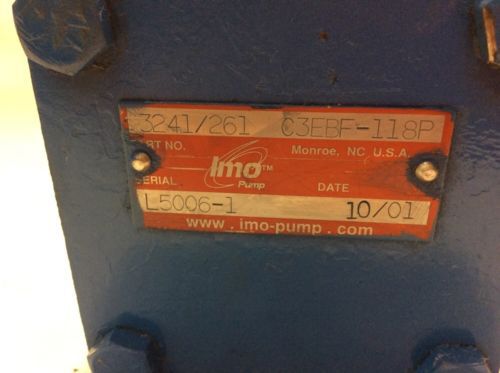 3241/261 C3EBF-118P
PART NO. Monroe, NC U.S.A.
Imo™
Pump
SERIAL DATE
L5006-1 10/01
www.imo-pump.com